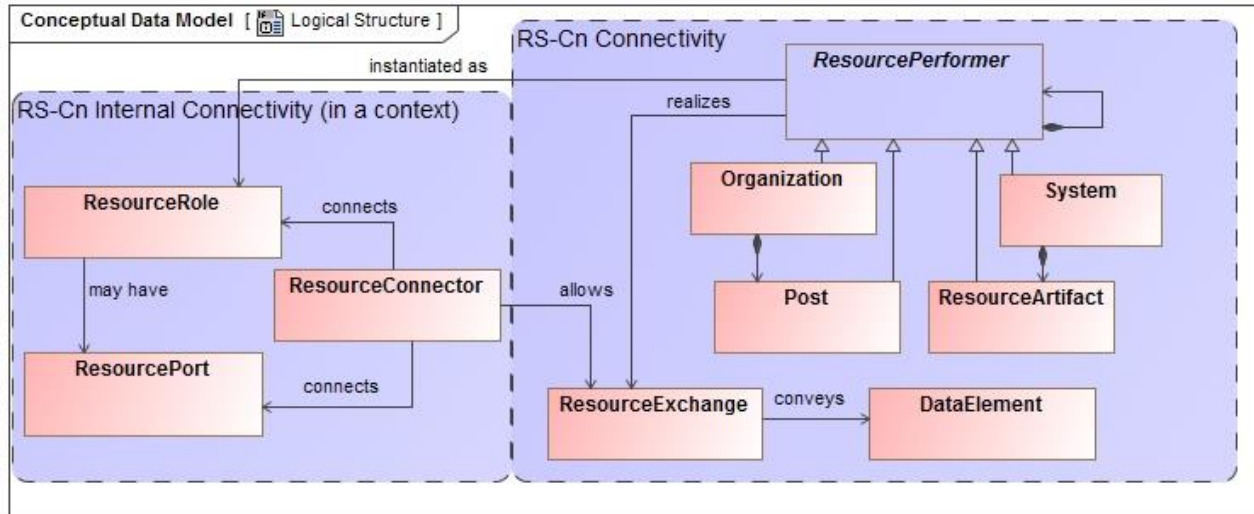 Conceptual Data Model [ Logical Structure ]
RS-Cn Connectivity
ResourcePerformer
instantiated as
realizes
RS-Cn Internal Connectivity (in a context)
Organization
System
ResourceRole
connects
ResourceConnector
may have
allows
Post
ResourceArtifact
ResourcePort
connects
ResourceExchange
conveys
DataElement